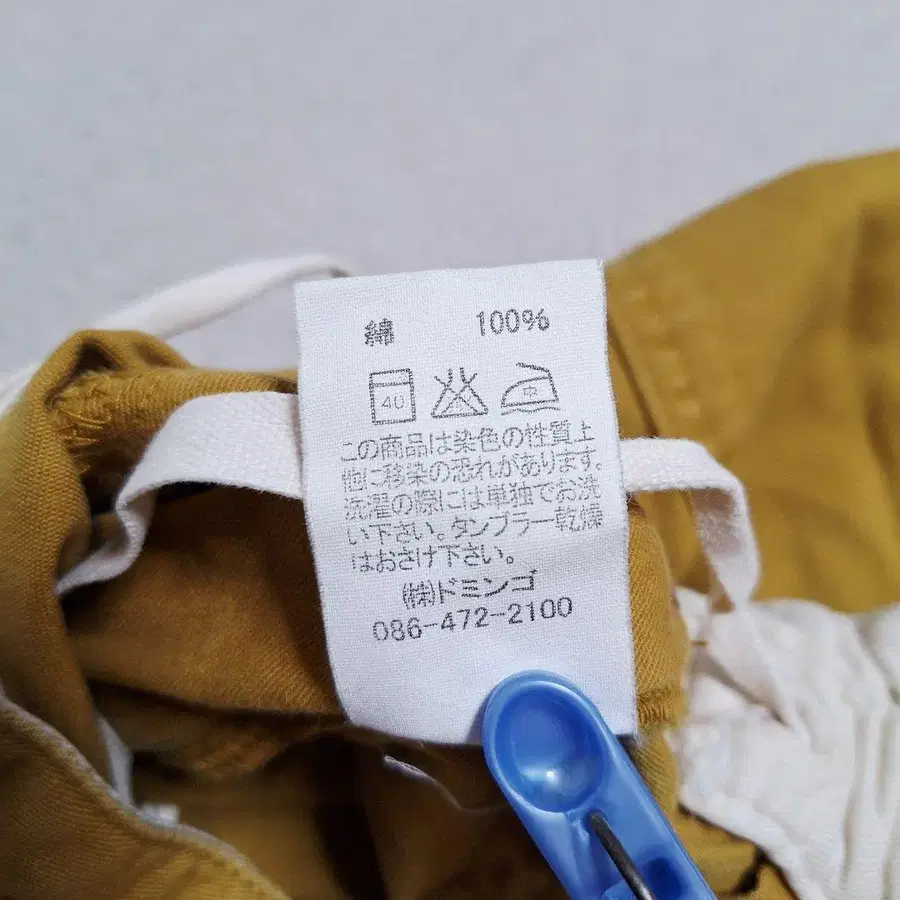 綿 100%
40 中
この商品は染色の性質上
他に移染の恐れがあります。
洗濯の際には単独でお洗
い下さい。タンブラー乾燥
はおさけ下さい。
(株)ドミンゴ
086-472-2100